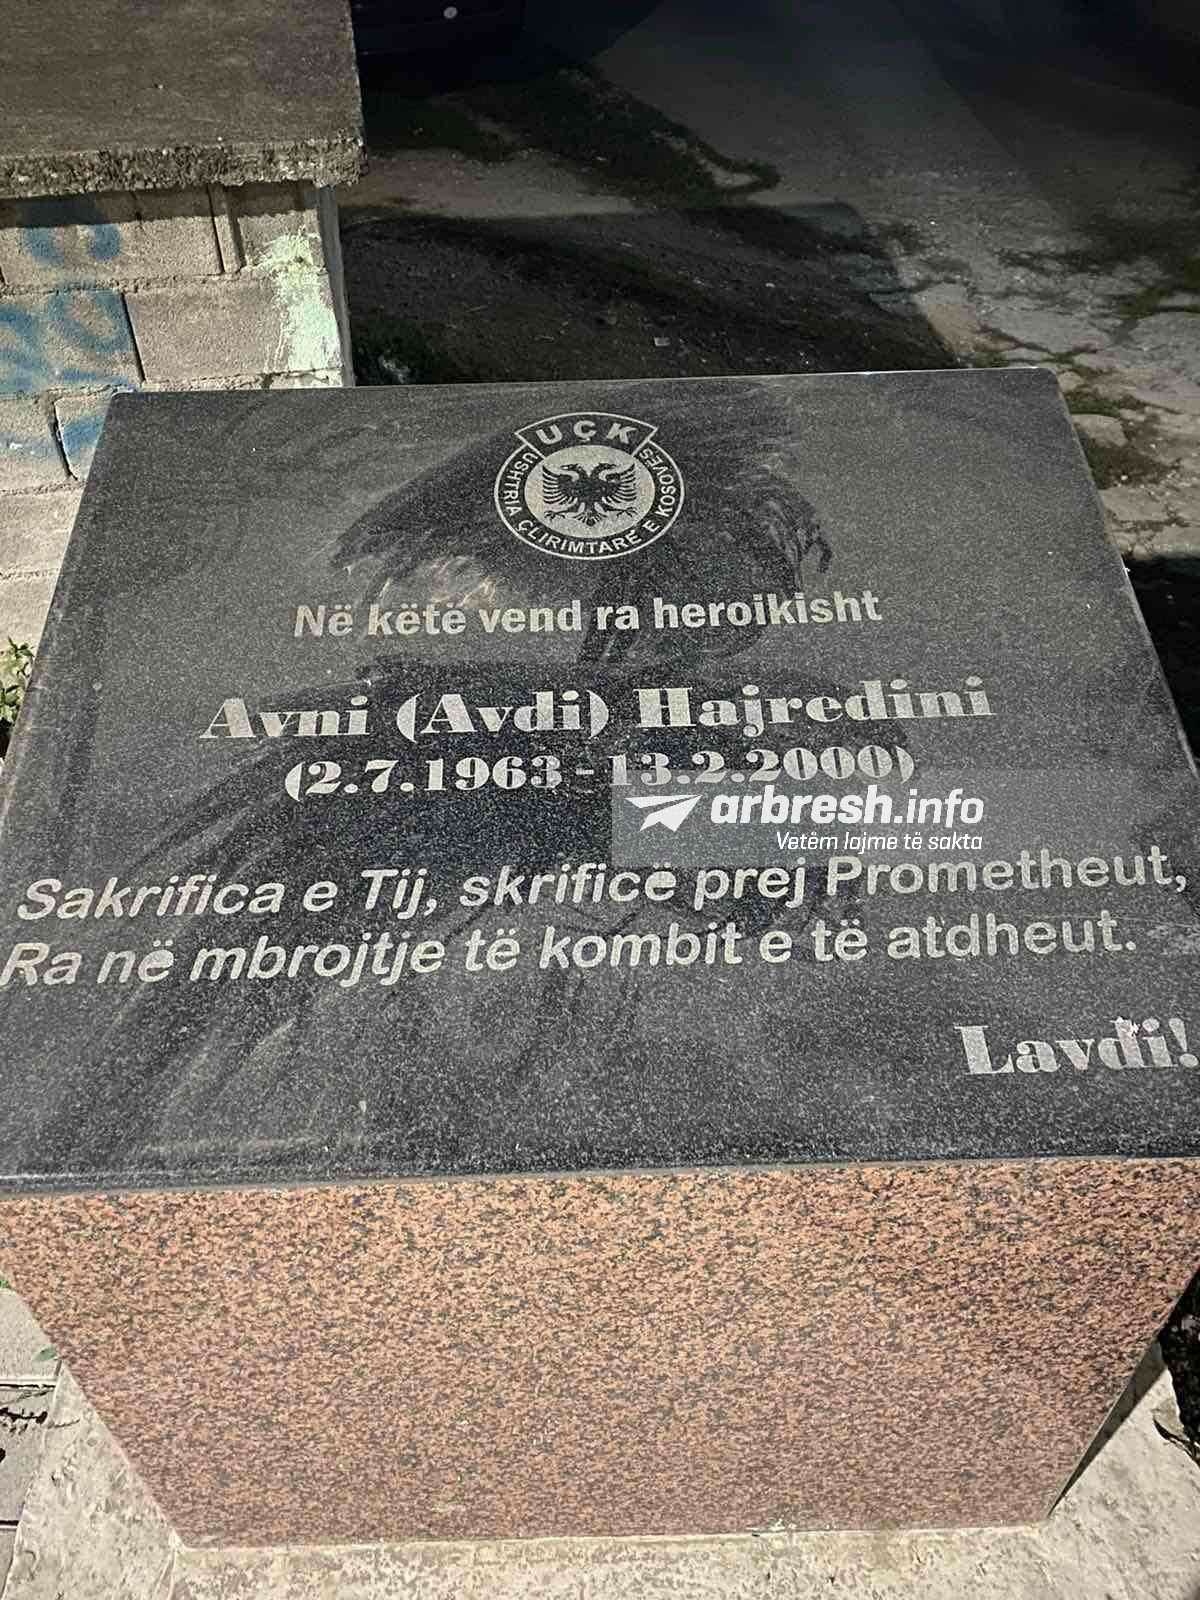 UÇK
USHTRIA ÇLIRIMTARE E KOSOVËS
Në këtë vend ra heroikisht
Avni (Avdi) Hajredini
(2.7.1963 - 13.2.2000)
arbresh.info
Vetëm lajme të sakta
Sakrifica e Tij, skrificë prej Prometheut,
Ra në mbrojtje të kombit e të atdheut.
Lavdi!